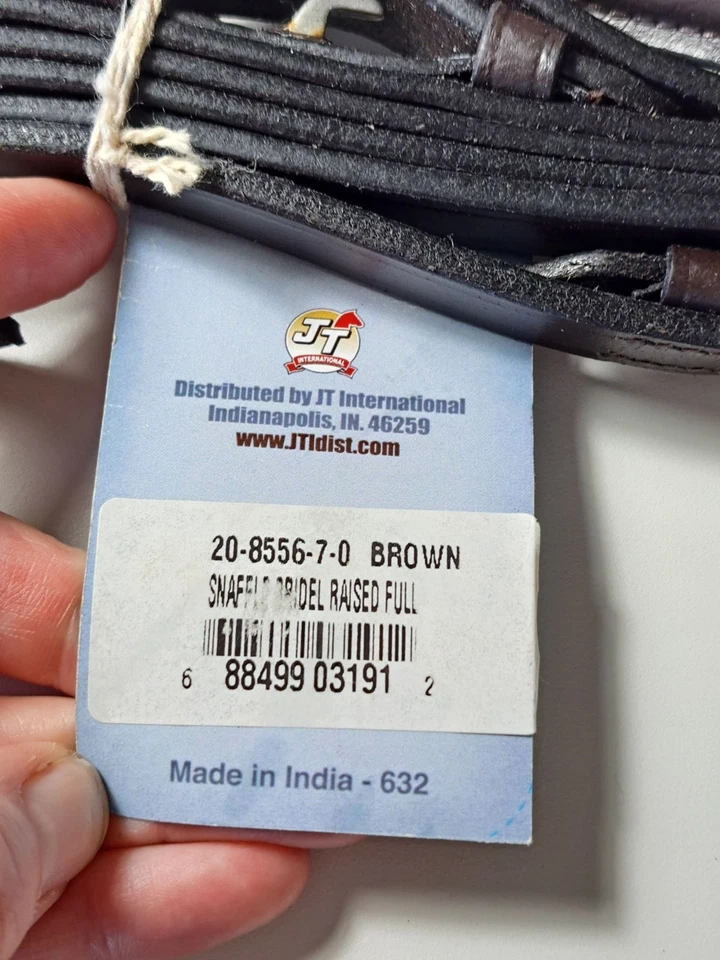 JT
INTERNATIONAL
Distributed by JT International
Indianapolis, IN. 46259
www.JTIdist.com
20-8556-7-0 BROWN
RAISED FULL
6 88499 03191 2
Made in India - 632